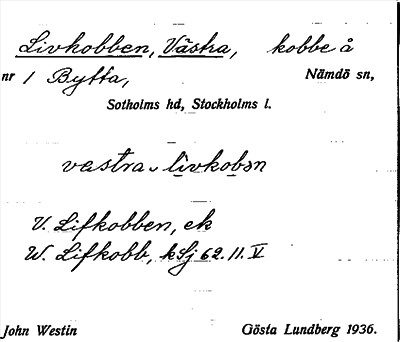 Livkobben, Västra, kobbe å
nr 1 Bytta, Nämdö sn,
Sotholms hd, Stockholms l.
vastra livkobən
V. Lifkobben, ek
W. Lifkobb, kSj 62. 11. V
John Westin Gösta Lundberg 1936.